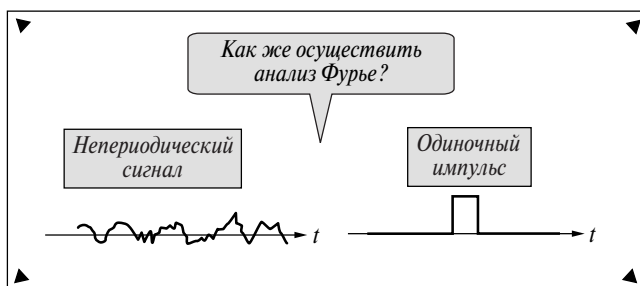 Как же осуществить
анализ Фурье?
Непериодический
сигнал
Одиночный
импульс
t
t